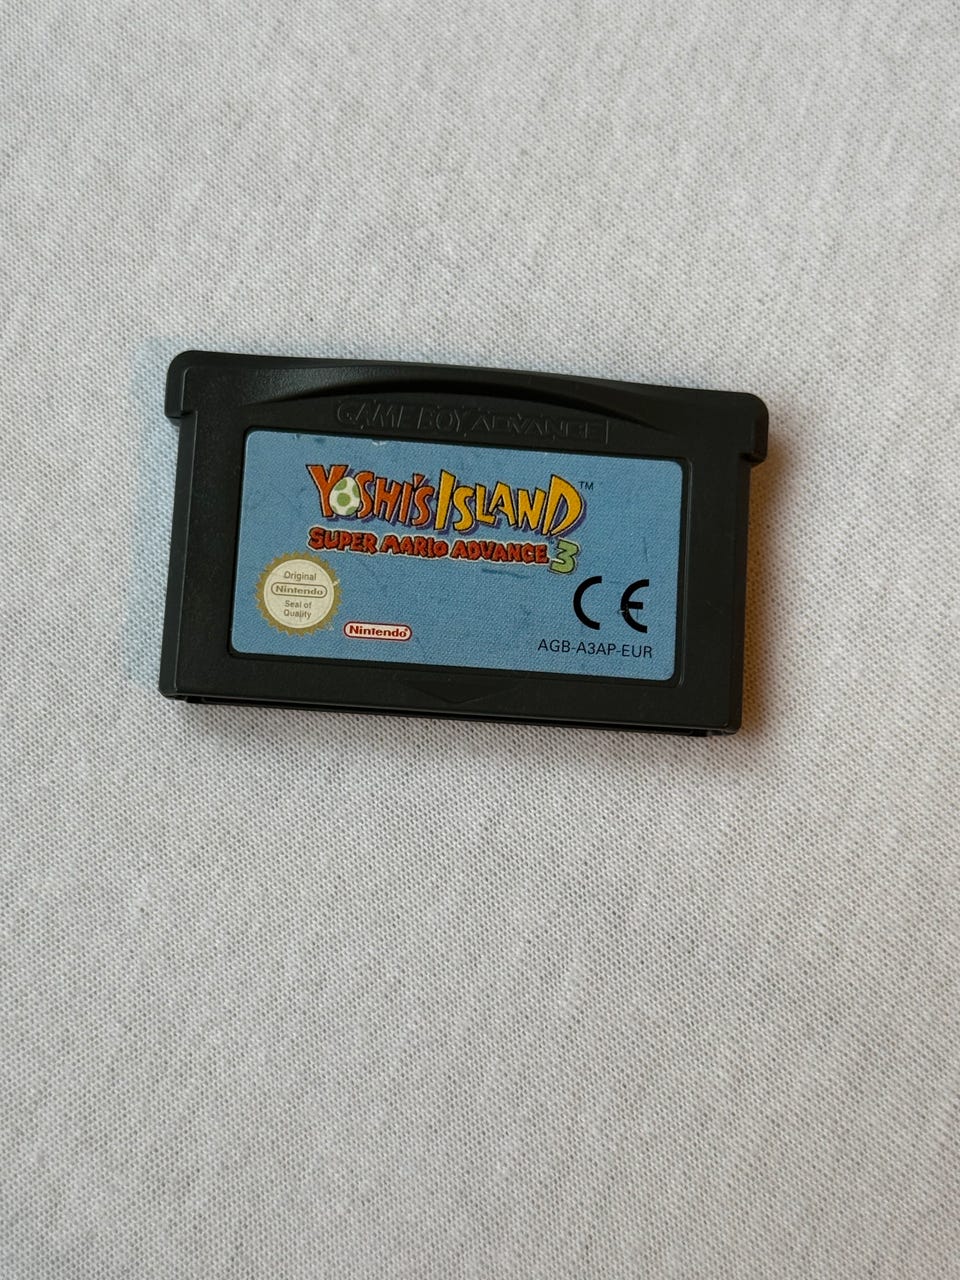 GAME BOY ADVANCE
YOSHI'S ISLAND™
SUPER MARIO ADVANCE 3
Original
Nintendo
Seal of
Quality
Nintendo
CE
AGB-A3AP-EUR